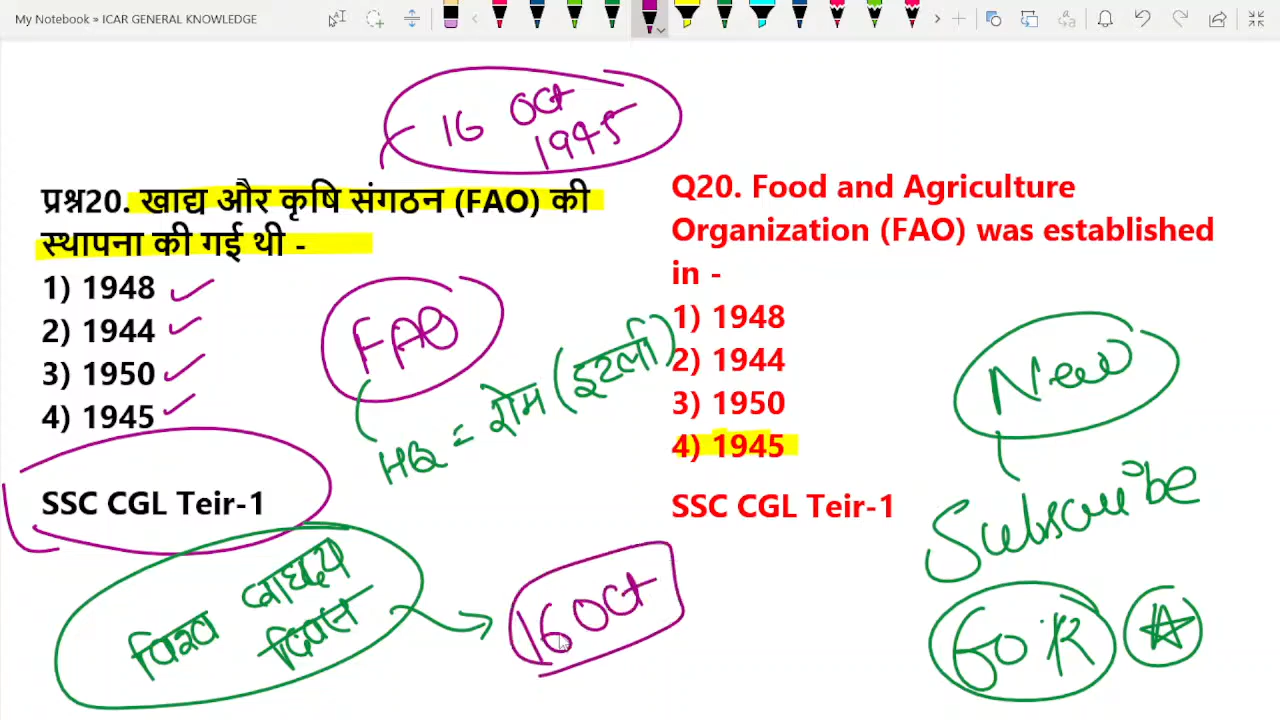 My Notebook » ICAR GENERAL KNOWLEDGE
16 Oct
1945
प्रश्न20. खाद्य और कृषि संगठन (FAO) की
स्थापना की गई थी -
1) 1948
2) 1944
3) 1950
4) 1945
SSC CGL Teir-1
FAO
HQ = रोम (इटली)
विश्व खाद्य
दिवस
16 Oct
Q20. Food and Agriculture
Organization (FAO) was established
in -
1) 1948
2) 1944
3) 1950
4) 1945
SSC CGL Teir-1
New
Subscribe
60K